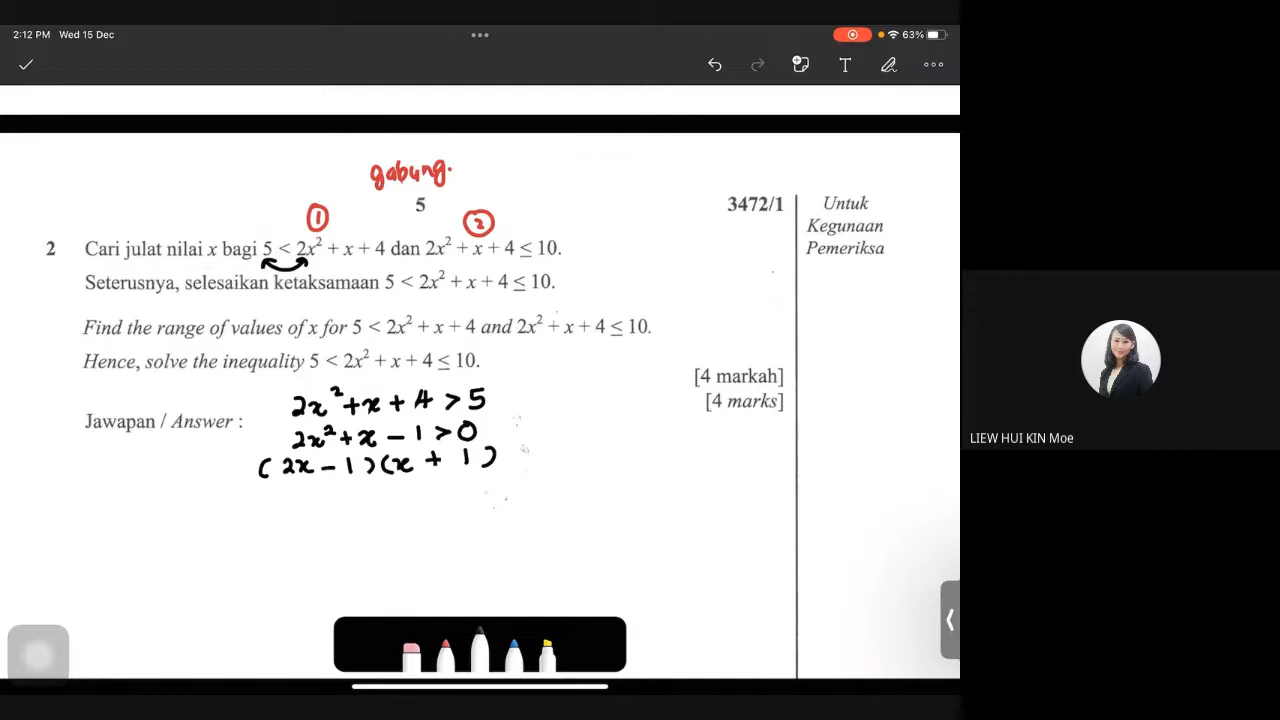 2:12 PM Wed 15 Dec
63%
T
gabung.
5
3472/1
Untuk
Kegunaan
Pemeriksa
① ②
2 Cari julat nilai x bagi 5 < 2x² + x + 4 dan 2x² + x + 4 ≤ 10.
Seterusnya, selesaikan ketaksamaan 5 < 2x² + x + 4 ≤ 10.
Find the range of values of x for 5 < 2x² + x + 4 and 2x² + x + 4 ≤ 10.
Hence, solve the inequality 5 < 2x² + x + 4 ≤ 10.
[4 markah]
[4 marks]
Jawapan / Answer :
2x² + x + 4 > 5
2x² + x - 1 > 0
(2x - 1)(x + 1)
LIEW HUI KIN Moe